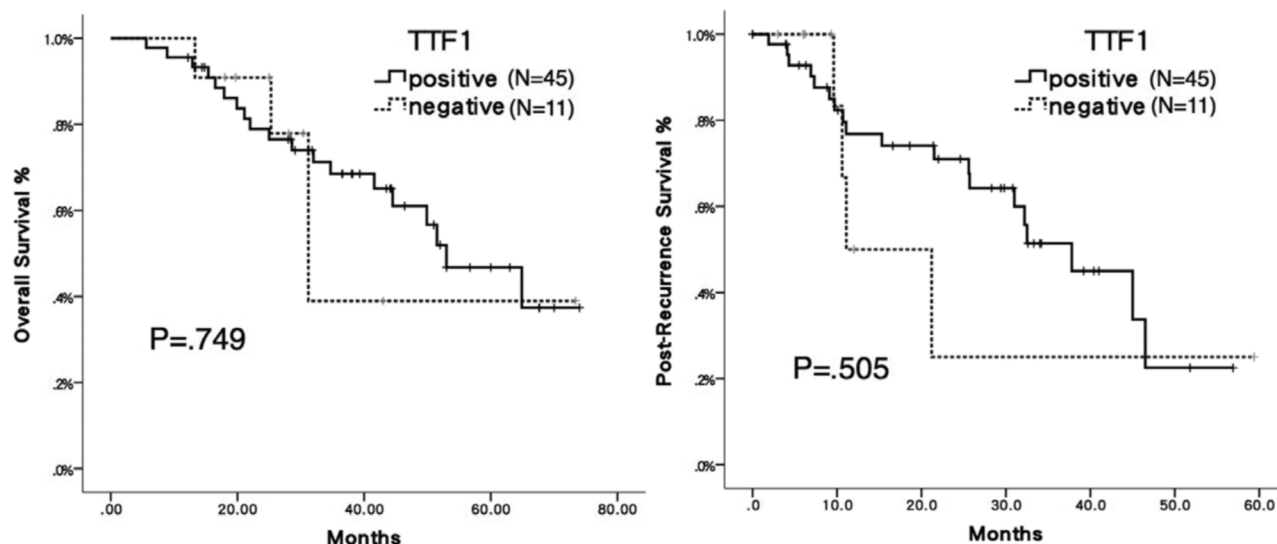 Overall Survival %
1.0%
.8%
.6%
.4%
.2%
.0%
TTF1
positive (N=45)
negative (N=11)
P=.749
.00
20.00
40.00
60.00
80.00
Months
Post-Recurrence Survival %
1.0%
.8%
.6%
.4%
.2%
.0%
TTF1
positive (N=45)
negative (N=11)
P=.505
.0
10.0
20.0
30.0
40.0
50.0
60.0
Months